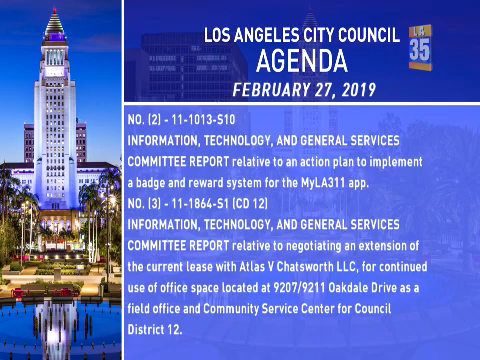 LOS ANGELES CITY COUNCIL
AGENDA
FEBRUARY 27, 2019
LA
35
NO. (2) - 11-1013-S10
INFORMATION, TECHNOLOGY, AND GENERAL SERVICES
COMMITTEE REPORT relative to an action plan to implement
a badge and reward system for the MyLA311 app.
NO. (3) - 11-1864-S1 (CD 12)
INFORMATION, TECHNOLOGY, AND GENERAL SERVICES
COMMITTEE REPORT relative to negotiating an extension of
the current lease with Atlas V Chatsworth LLC, for continued
use of office space located at 9207/9211 Oakdale Drive as a
field office and Community Service Center for Council
District 12.